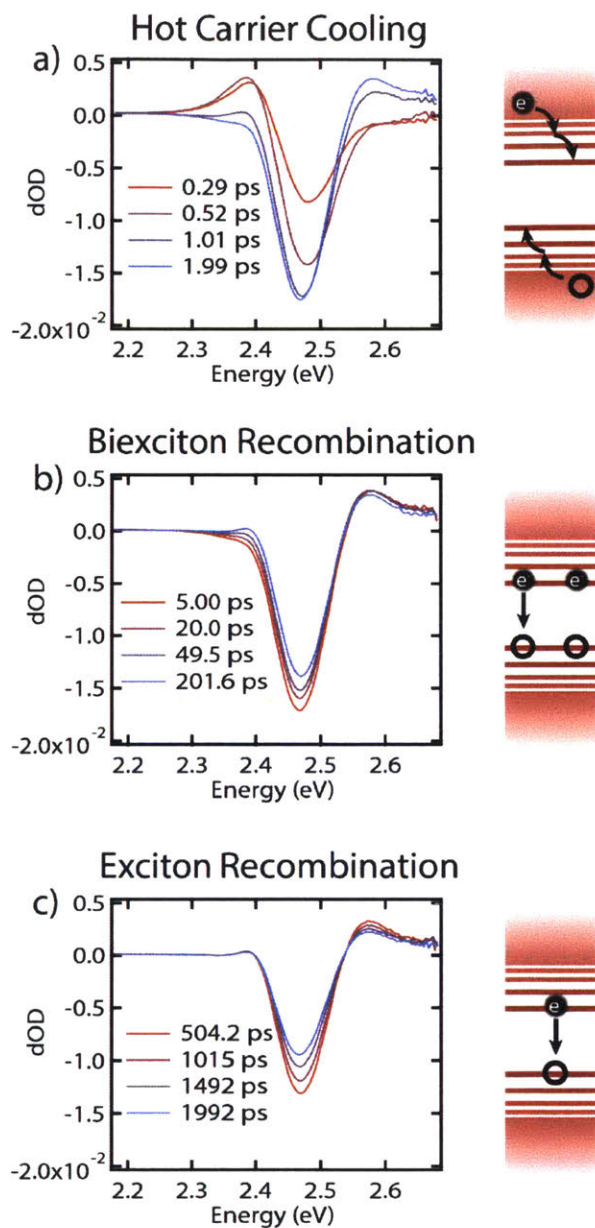 Hot Carrier Cooling
a)
0.5
0.0
-0.5
-1.0
-1.5
-2.0x10-2
dOD
0.29 ps
0.52 ps
1.01 ps
1.99 ps
2.2 2.3 2.4 2.5 2.6
Energy (eV)
e
Biexciton Recombination
b)
0.5
0.0
-0.5
-1.0
-1.5
-2.0x10-2
dOD
5.00 ps
20.0 ps
49.5 ps
201.6 ps
2.2 2.3 2.4 2.5 2.6
Energy (eV)
e e
Exciton Recombination
c)
0.5
0.0
-0.5
-1.0
-1.5
-2.0x10-2
dOD
504.2 ps
1015 ps
1492 ps
1992 ps
2.2 2.3 2.4 2.5 2.6
Energy (eV)
e